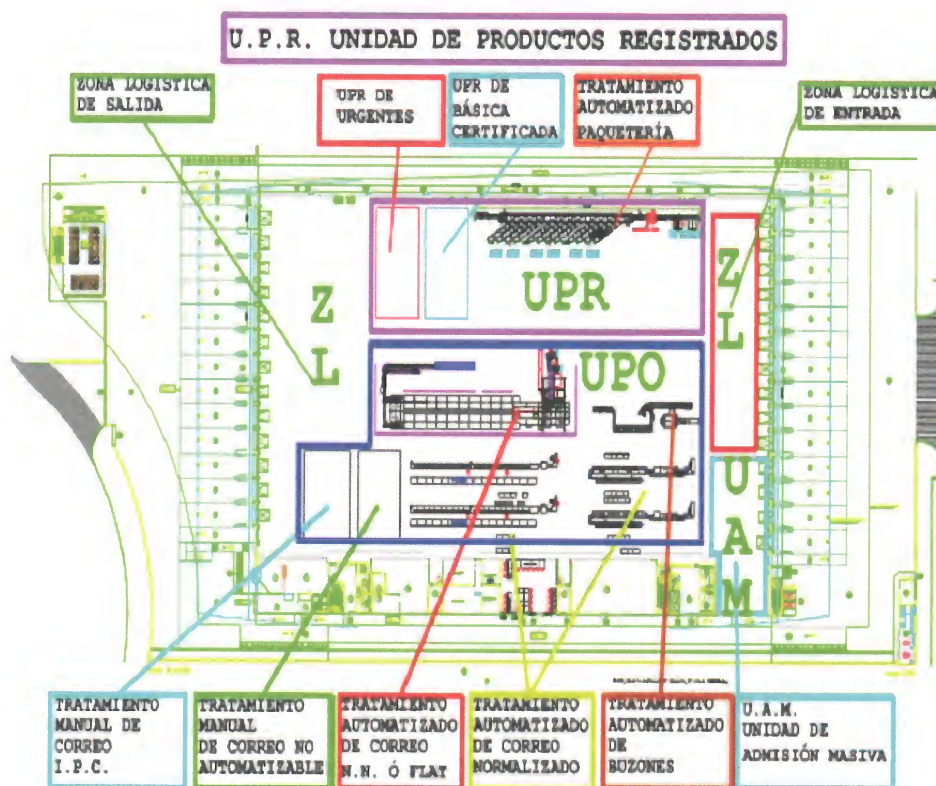 U.P.R. UNIDAD DE PRODUCTOS REGISTRADOS
ZONA LOGISTICA
DE SALIDA
UPR DE
URGENTES
UPR DE
BÁSICA
CERTIFICADA
TRATAMIENTO
AUTOMATIZADO
PAQUETERÍA
ZONA LOGISTICA
DE ENTRADA
Z
L
UPR
ZL
UPO
UAM
TRATAMIENTO
MANUAL DE
CORREO
I.P.C.
TRATAMIENTO
MANUAL
DE CORREO NO
AUTOMATIZABLE
TRATAMIENTO
AUTOMATIZADO
DE CORREO
N.N. Ó FLAT
TRATAMIENTO
AUTOMATIZADO
DE CORREO
NORMALIZADO
TRATAMIENTO
AUTOMATIZADO
DE
BUZONES
U.A.M.
UNIDAD DE
ADMISIÓN MASIVA